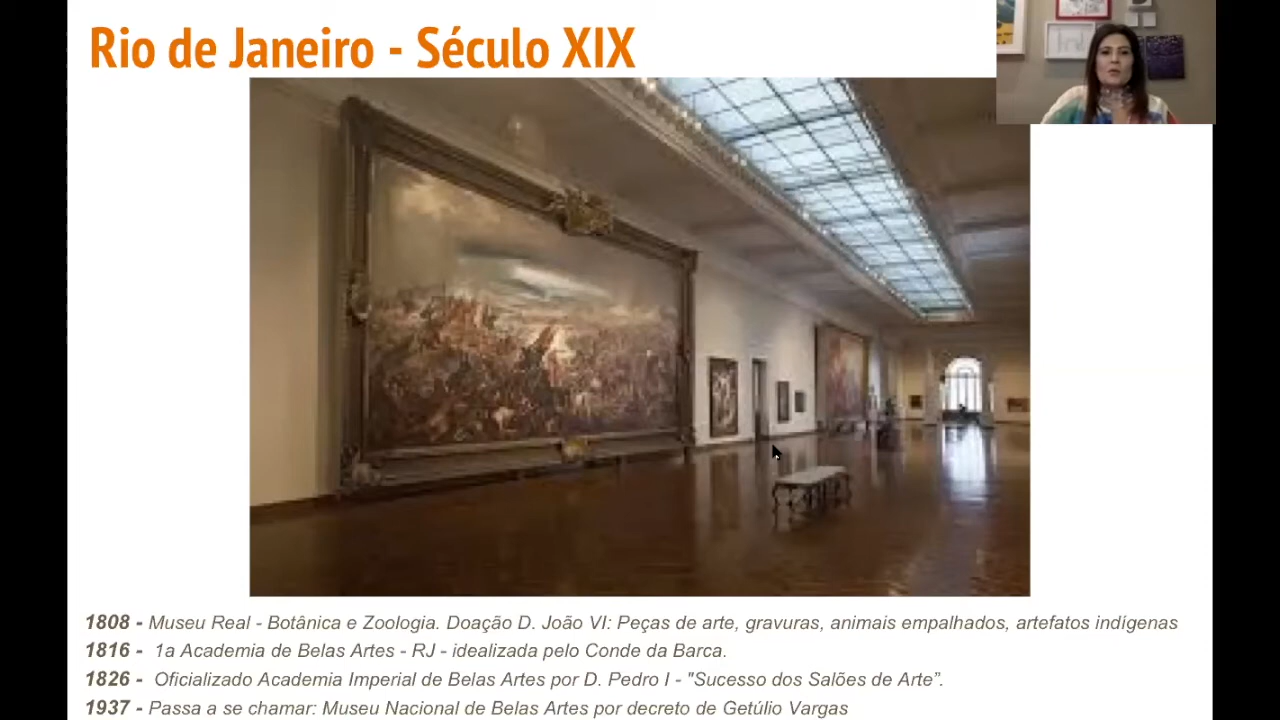 Rio de Janeiro - Século XIX
1808 - Museu Real - Botânica e Zoologia. Doação D. João VI: Peças de arte, gravuras, animais empalhados, artefatos indígenas
1816 - 1a Academia de Belas Artes - RJ - idealizada pelo Conde da Barca.
1826 - Oficializado Academia Imperial de Belas Artes por D. Pedro I - "Sucesso dos Salões de Arte”.
1937 - Passa a se chamar: Museu Nacional de Belas Artes por decreto de Getúlio Vargas